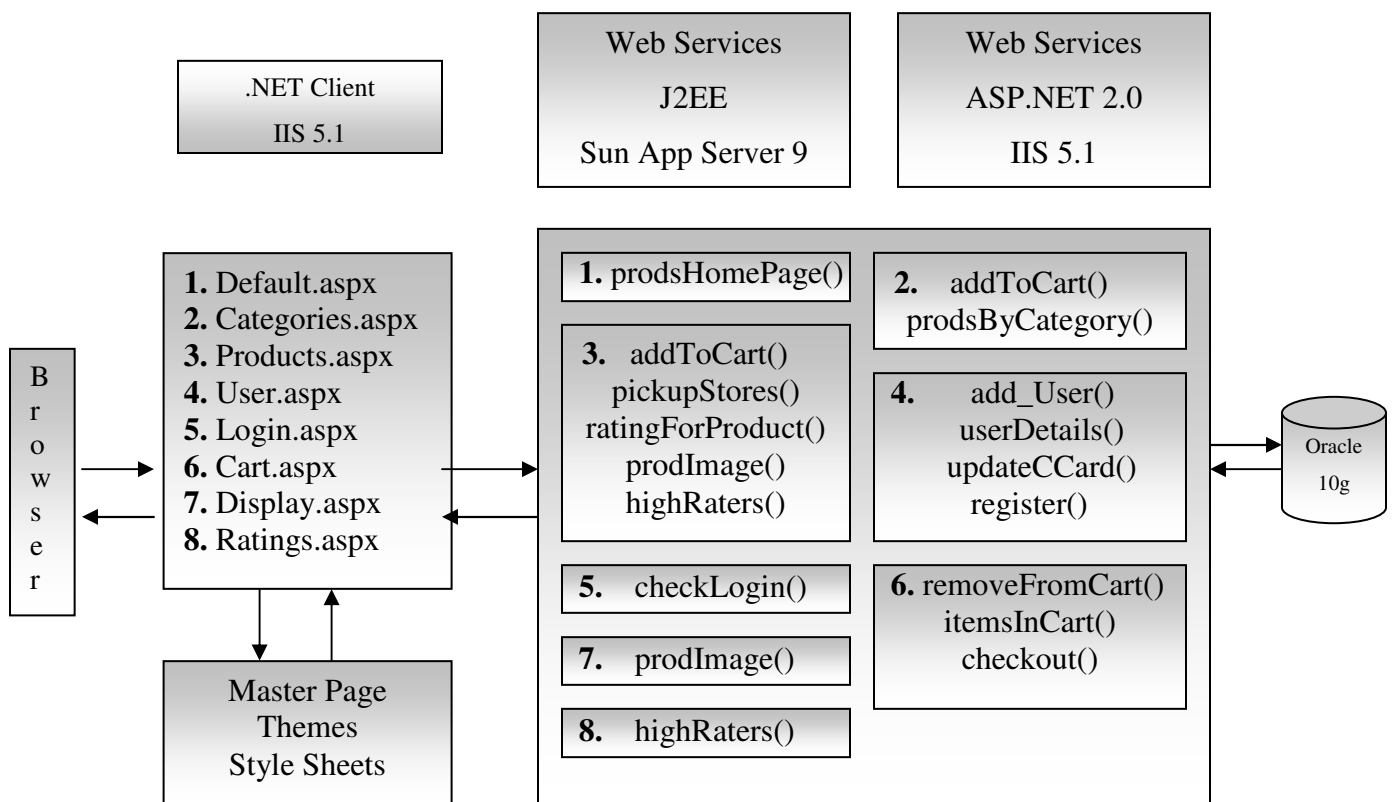 .NET Client
IIS 5.1
Web Services
J2EE
Sun App Server 9
Web Services
ASP.NET 2.0
IIS 5.1
Browser
1. Default.aspx
2. Categories.aspx
3. Products.aspx
4. User.aspx
5. Login.aspx
6. Cart.aspx
7. Display.aspx
8. Ratings.aspx
Master Page
Themes
Style Sheets
1. prodsHomePage()
2. addToCart()
prodsByCategory()
3. addToCart()
pickupStores()
ratingForProduct()
prodImage()
highRaters()
4. add_User()
userDetails()
updateCCard()
register()
5. checkLogin()
6. removeFromCart()
itemsInCart()
checkout()
7. prodImage()
8. highRaters()
Oracle
10g